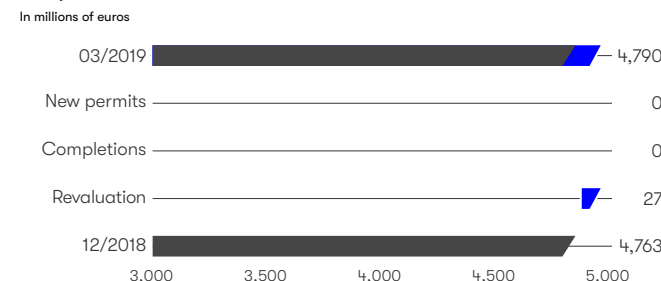 In millions of euros
03/2019 4,790
New permits 0
Completions 0
Revaluation 27
12/2018 4,763
3,000 3,500 4,000 4,500 5,000